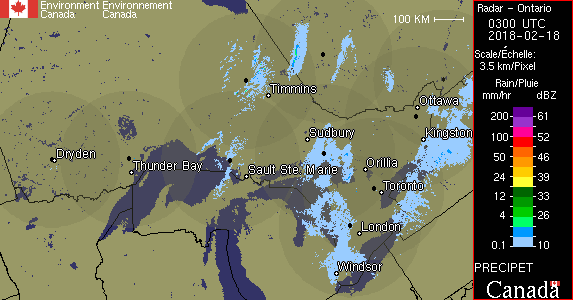 Environment Environnement
Canada Canada
Radar - Ontario
0300 UTC
2018-02-18
Scale/Échelle:
3.5 km/Pixel
Rain/Pluie
mm/hr dBZ
200 61
100 52
50 46
24 39
12 33
4 26
0.1 10
PRECIPET
Canada
100 KM
Timmins
Ottawa
Sudbury
Kingston
Dryden
Thunder Bay
Sault Ste. Marie
Orillia
Toronto
London
Windsor